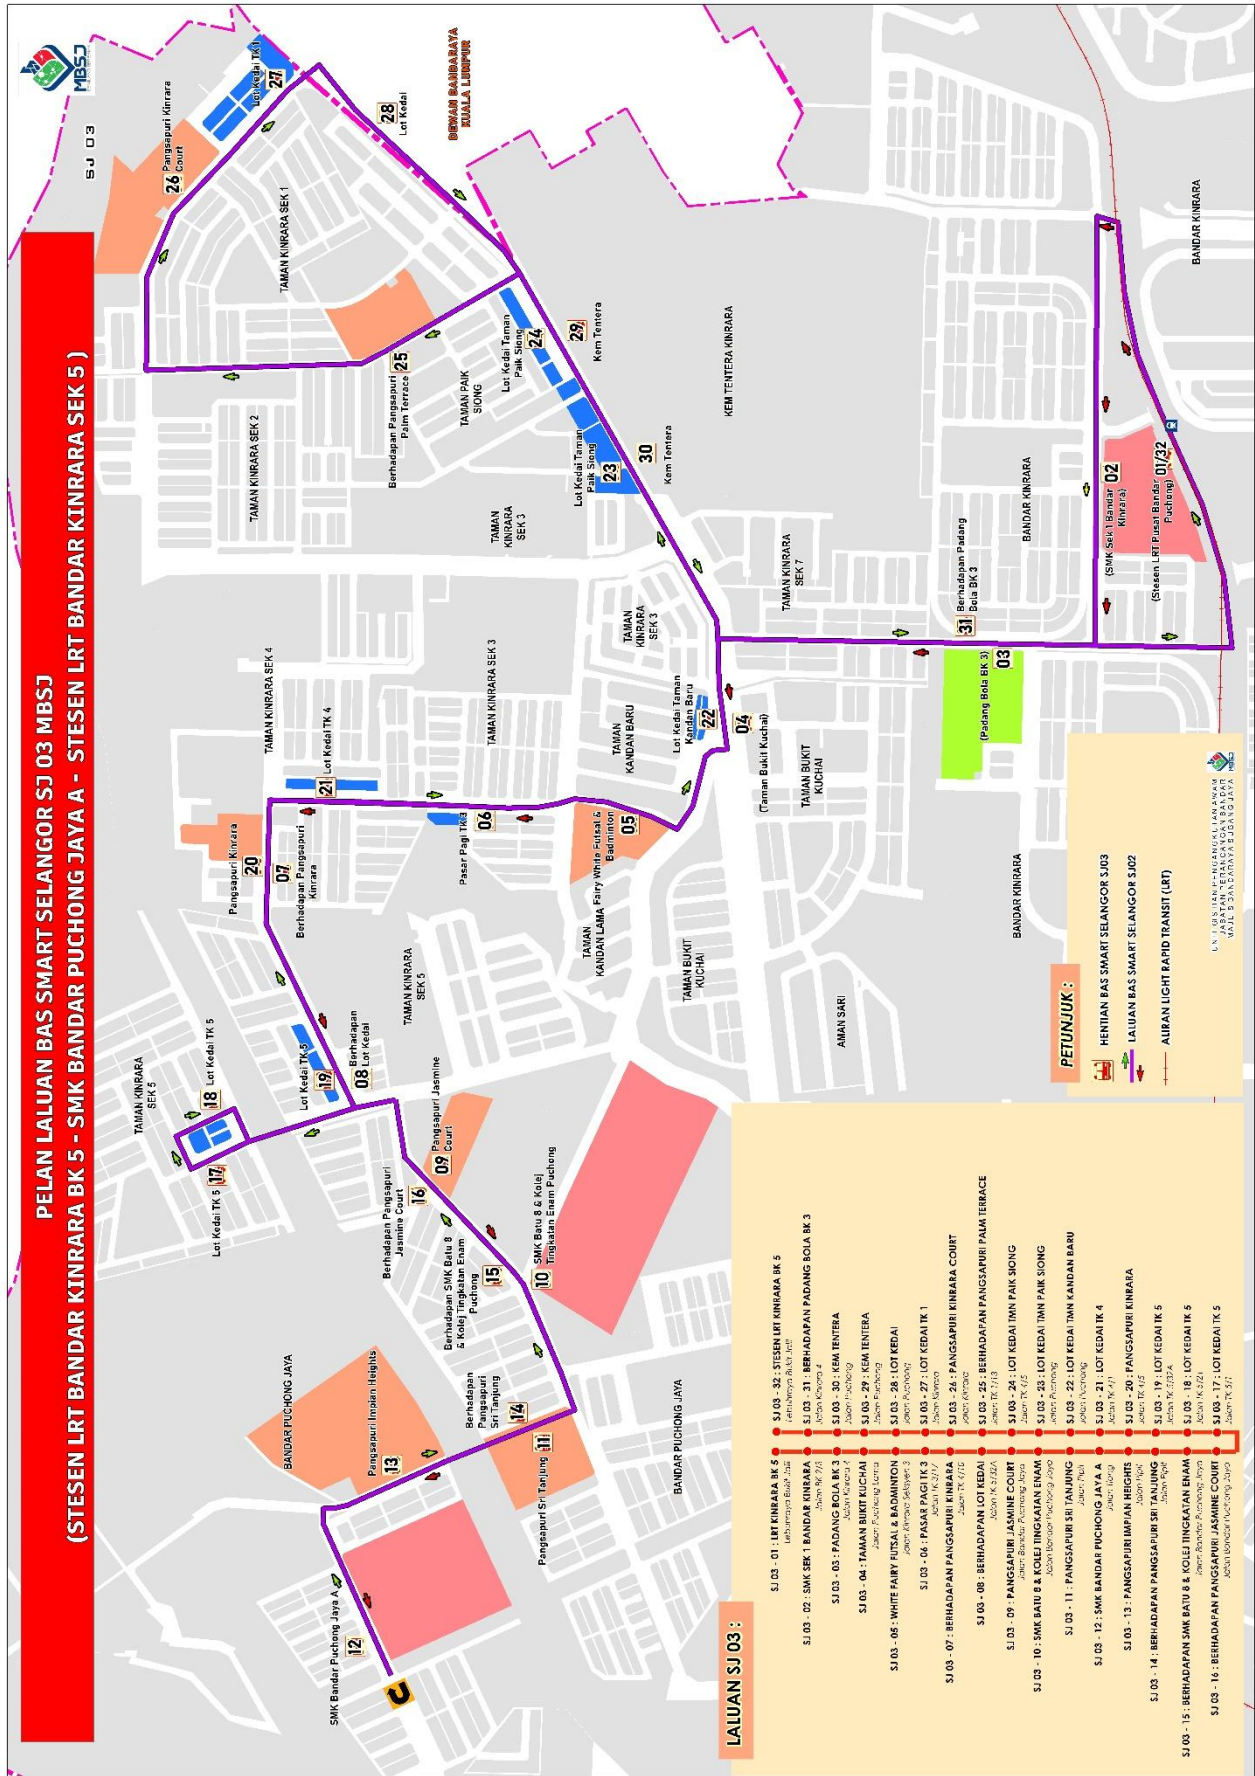 PELAN LALUAN BAS SMART SELANGOR SJ 03 MBSJ
(STESEN LRT BANDAR KINRARA BK 5 - SMK BANDAR PUCHONG JAYA A - STESEN LRT BANDAR KINRARA SEK 5 )
MBSJ
SJ 03
12
SMK Bandar Puchong Jaya A
BANDAR PUCHONG JAYA
Pangsapuri Impian Heights
13
Berhadapan
Pangsapuri
Sri Tanjung
14
Pangsapuri Sri Tanjung
11
BANDAR PUCHONG JAYA
Berhadapan SMK Batu 8
& Kolej Tingkatan Enam
Puchong
15
10
SMK Batu 8 & Kolej
Tingkatan Enam Puchong
Berhadapan Pangsapuri
Jasmine Court
16
09
Pangsapuri Jasmine
Court
Lot Kedai TK 5
17
18
Lot Kedai TK 5
TAMAN KINRARA
SEK 5
Lot Kedai TK 5
19
08
Berhadapan
Lot Kedai
TAMAN KINRARA
SEK 5
Pangsapuri Kinrara
20
07
Berhadapan Pangsapuri
Kinrara
21
Lot Kedai TK 4
TAMAN KINRARA SEK 4
Pasar Pagi TK 3
06
TAMAN KINRARA SEK 3
TAMAN
KANDAN LAMA
Fairy White Futsal &
Badminton
05
TAMAN
KANDAN BARU
TAMAN BUKIT
KUCHAI
AMAN SARI
Lot Kedai Taman
Kandan Baru
22
04
(Taman Bukit Kuchai)
TAMAN BUKIT
KUCHAI
TAMAN
KINRARA
SEK 3
TAMAN
KINRARA
SEK 3
TAMAN KINRARA SEK 2
TAMAN KINRARA SEK 1
Berhadapan Pangsapuri
Palm Terrace
25
TAMAN PAIK
SIONG
Lot Kedai Taman
Paik Siong
23
Lot Kedai Taman
Paik Siong
24
29
Kem Tentera
30
Kem Tentera
KEM TENTERA KINRARA
26
Pangsapuri Kinrara
Court
Lot Kedai TK 1
27
28
Lot Kedai
DEWAN BANDARAYA
KUALA LUMPUR
TAMAN KINRARA
SEK 7
31
Berhadapan Padang
Bola BK 3
(Padang Bola BK 3)
03
BANDAR KINRARA
BANDAR KINRARA
BANDAR KINRARA
(SMK Sek 1 Bandar
Kinrara)
02
(Stesen LRT Pusat Bandar
Puchong)
01/32
PETUNJUK :
HENTIAN BAS SMART SELANGOR SJ03
LALUAN BAS SMART SELANGOR SJ02
ALIRAN LIGHT RAPID TRANSIT (LRT)
MBSJ
LALUAN SJ 03 :
SJ 03 - 01 : LRT KINRARA BK 5
SJ 03 - 02 : SMK SEK 1 BANDAR KINRARA
SJ 03 - 03 : PADANG BOLA BK 3
SJ 03 - 04 : TAMAN BUKIT KUCHAI
SJ 03 - 05 : WHITE FAIRY FUTSAL & BADMINTON
SJ 03 - 06 : PASAR PAGI TK 3
SJ 03 - 07 : BERHADAPAN PANGSAPURI KINRARA
SJ 03 - 08 : BERHADAPAN LOT KEDAI
SJ 03 - 09 : PANGSAPURI JASMINE COURT
SJ 03 - 10 : SMK BATU 8 & KOLEJ TINGKATAN ENAM
SJ 03 - 11 : PANGSAPURI SRI TANJUNG
SJ 03 - 12 : SMK BANDAR PUCHONG JAYA A
SJ 03 - 13 : PANGSAPURI IMPIAN HEIGHTS
SJ 03 - 14 : BERHADAPAN PANGSAPURI SRI TANJUNG
SJ 03 - 15 : BERHADAPAN SMK BATU 8 & KOLEJ TINGKATAN ENAM
SJ 03 - 16 : BERHADAPAN PANGSAPURI JASMINE COURT
SJ 03 - 32 : STESEN LRT KINRARA BK 5
SJ 03 - 31 : BERHADAPAN PADANG BOLA BK 3
SJ 03 - 30 : KEM TENTERA
SJ 03 - 29 : KEM TENTERA
SJ 03 - 28 : LOT KEDAI
SJ 03 - 27 : LOT KEDAI TK 1
SJ 03 - 26 : PANGSAPURI KINRARA COURT
SJ 03 - 25 : BERHADAPAN PANGSAPURI PALM TERRACE
SJ 03 - 24 : LOT KEDAI TMN PAIK SIONG
SJ 03 - 23 : LOT KEDAI TMN PAIK SIONG
SJ 03 - 22 : LOT KEDAI TMN KANDAN BARU
SJ 03 - 21 : LOT KEDAI TK 4
SJ 03 - 20 : PANGSAPURI KINRARA
SJ 03 - 19 : LOT KEDAI TK 5
SJ 03 - 18 : LOT KEDAI TK 5
SJ 03 - 17 : LOT KEDAI TK 5